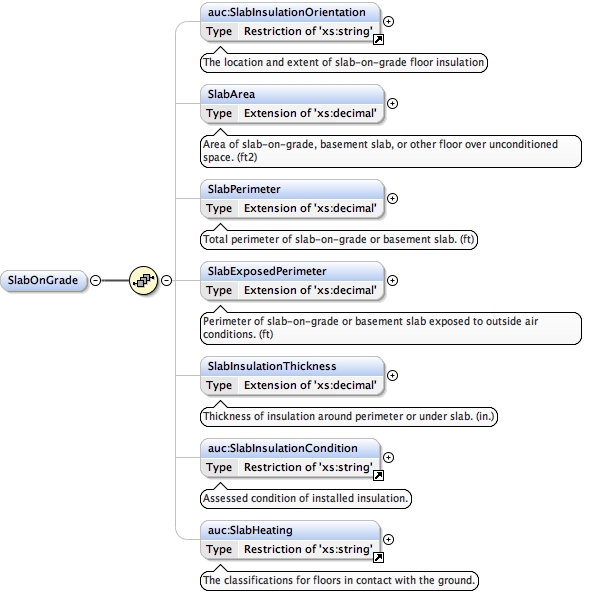 auc:SlabInsulationOrientation
Type Restriction of 'xs:string'
The location and extent of slab-on-grade floor insulation
SlabArea
Type Extension of 'xs:decimal'
Area of slab-on-grade, basement slab, or other floor over unconditioned
space. (ft2)
SlabPerimeter
Type Extension of 'xs:decimal'
Total perimeter of slab-on-grade or basement slab. (ft)
SlabOnGrade
SlabExposedPerimeter
Type Extension of 'xs:decimal'
Perimeter of slab-on-grade or basement slab exposed to outside air
conditions. (ft)
SlabInsulationThickness
Type Extension of 'xs:decimal'
Thickness of insulation around perimeter or under slab. (in.)
auc:SlabInsulationCondition
Type Restriction of 'xs:string'
Assessed condition of installed insulation.
auc:SlabHeating
Type Restriction of 'xs:string'
The classifications for floors in contact with the ground.